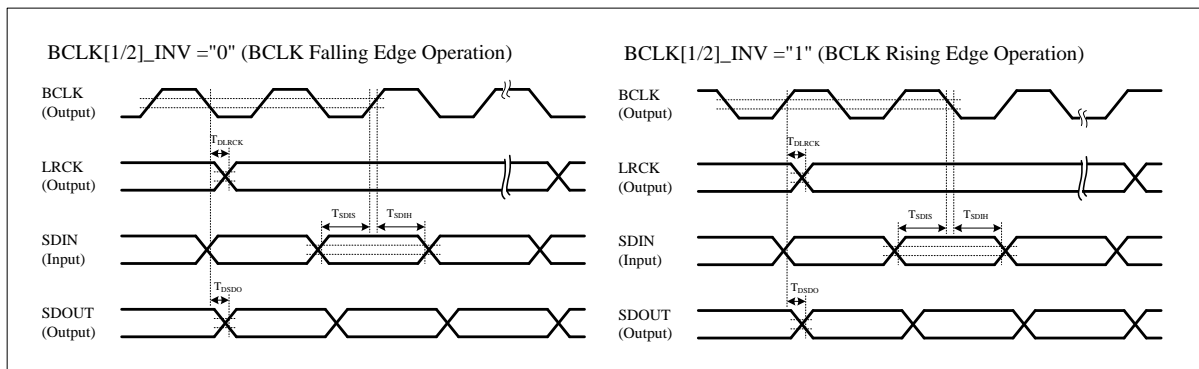 BCLK[1/2]_INV ="0" (BCLK Falling Edge Operation)
BCLK
(Output)
T_DLRCK
LRCK
(Output)
T_SDIS T_SDIH
SDIN
(Input)
T_DSDO
SDOUT
(Output)
BCLK[1/2]_INV ="1" (BCLK Rising Edge Operation)
BCLK
(Output)
T_DLRCK
LRCK
(Output)
T_SDIS T_SDIH
SDIN
(Input)
T_DSDO
SDOUT
(Output)